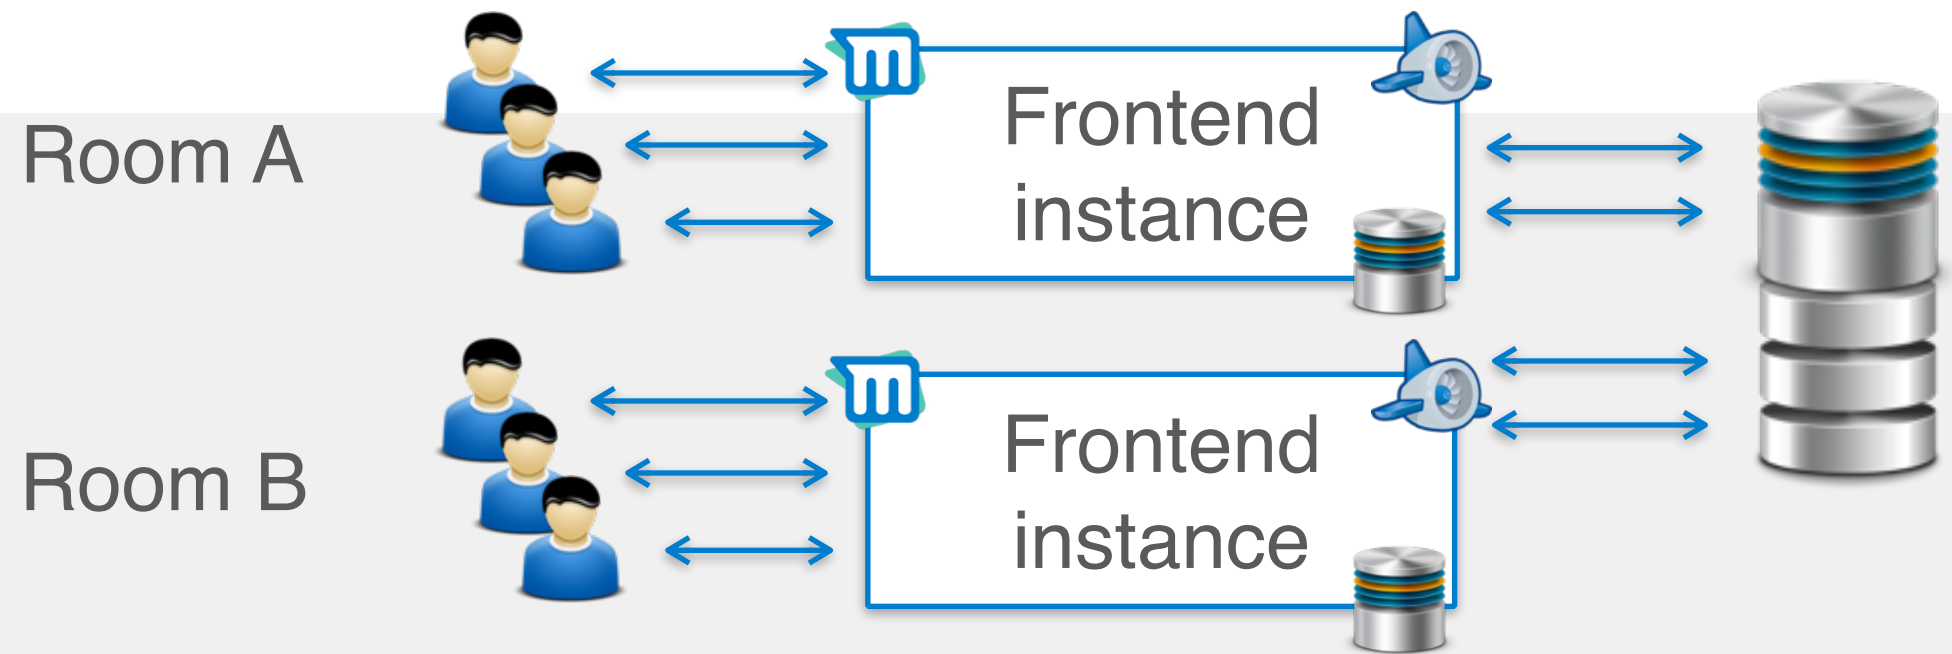 Room A
Frontend
instance
Room B
Frontend
instance